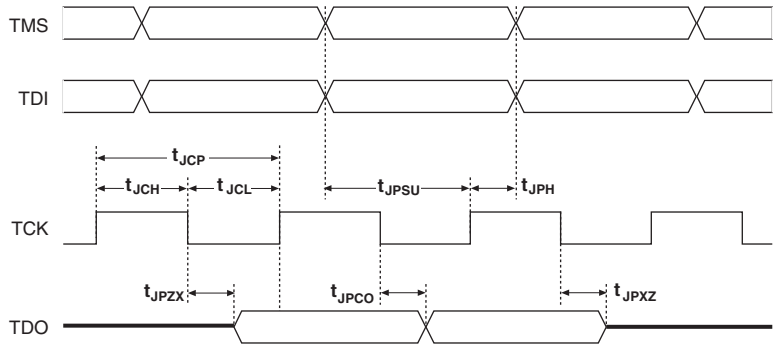 TMS
TDI
tJCP
tJCH tJCL tJPSU tJPH
TCK
tJPZX tJPCO tJPXZ
TDO